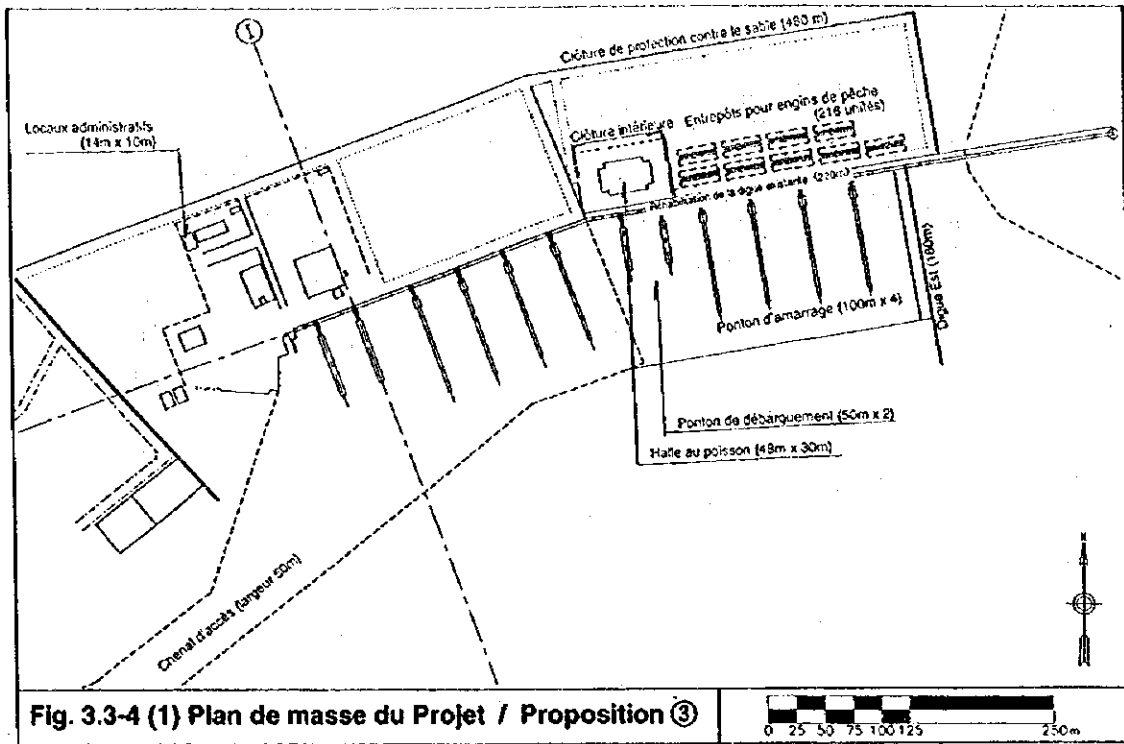 I
Clôture de protection contre le sable (480 m)
Locaux administratifs
(14m x 10m)
Clôture intérieure
Entrepôts pour engins de pêche
(216 unités)
Réhabilitation de la digue existante (220m)
Ponton d'amarrage (100m x 4)
Digue Est (180m)
Ponton de débarquement (50m x 2)
Halle au poisson (48m x 30m)
Chenal d'accès (largeur 50m)
N
Fig. 3.3-4 (1) Plan de masse du Projet / Proposition ③
0 25 50 75 100 125 250m